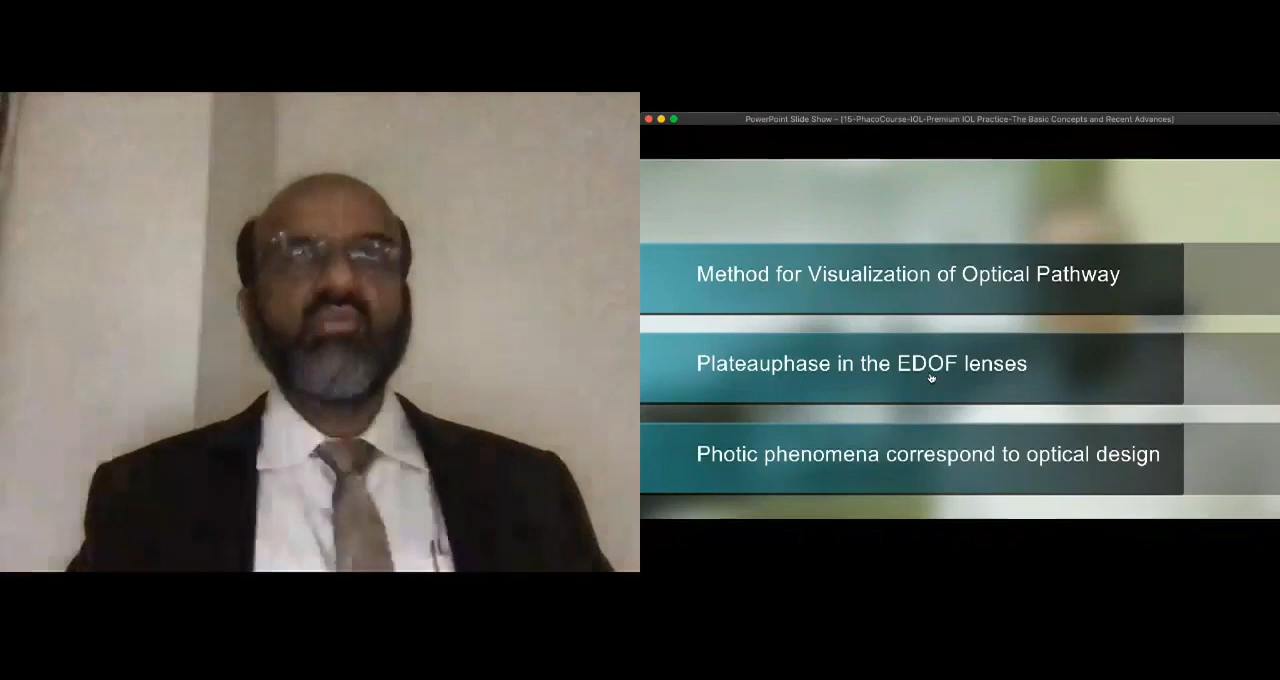 PowerPoint Slide Show – [15-PhacoCourse-IOL-Premium IOL Practice-The Basic Concepts and Recent Advances]
Method for Visualization of Optical Pathway
Plateauphase in the EDOF lenses
Photic phenomena correspond to optical design